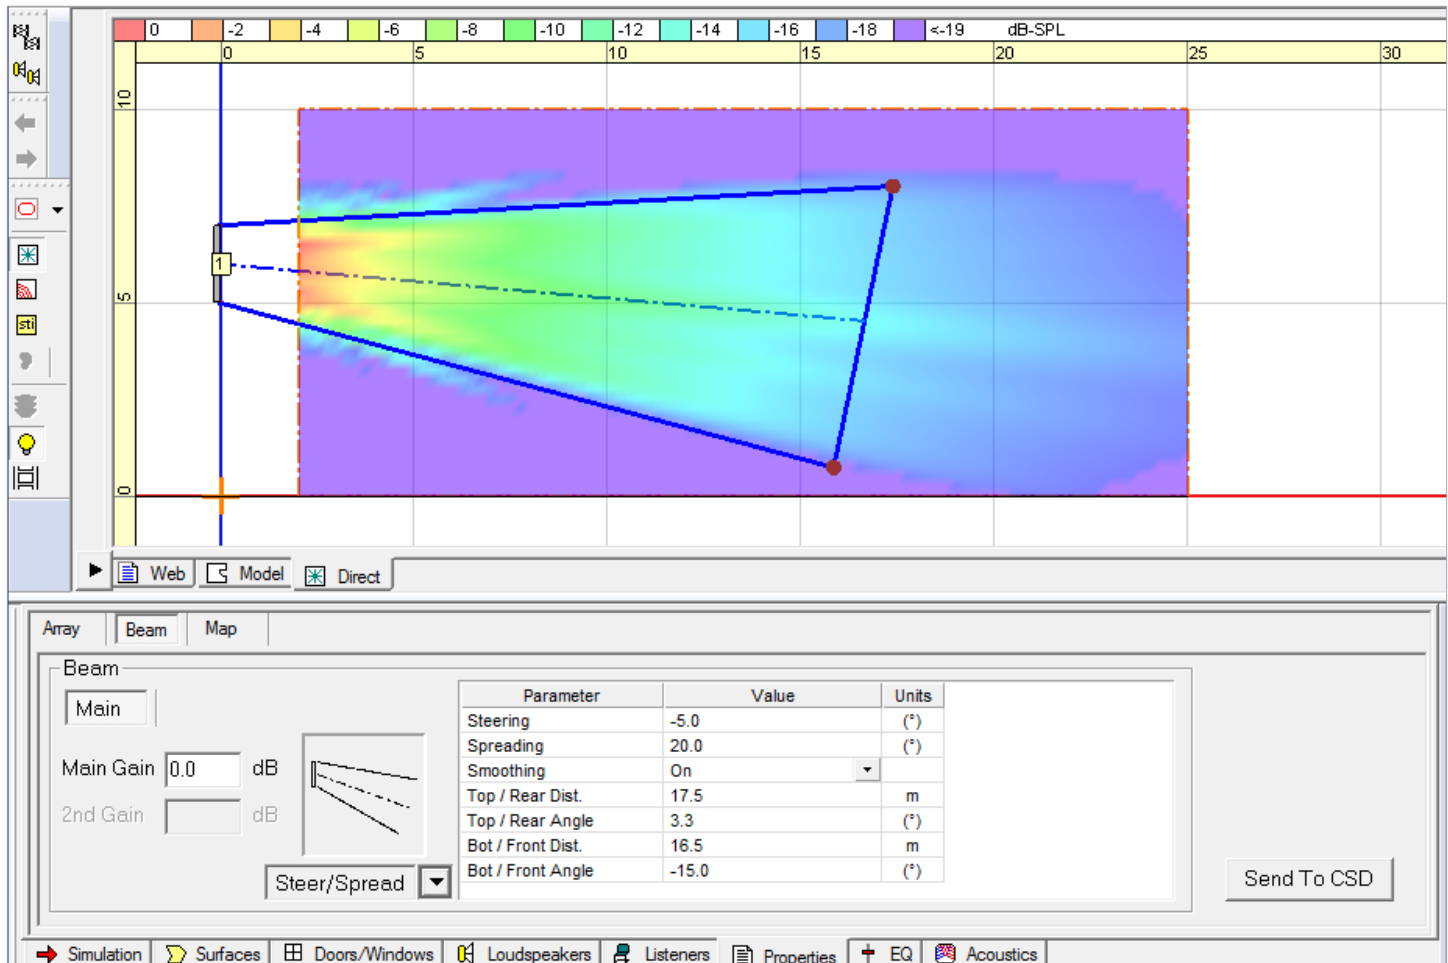 0 -2 -4 -6 -8 -10 -12 -14 -16 -18 <-19 dB-SPL
0 5 10 15 20 25 30
10
1
5
sti
0
Web Model Direct
Array Beam Map
Beam
Main
Parameter Value Units
Steering -5.0 (°)
Spreading 20.0 (°)
Main Gain 0.0 dB
Smoothing On
Top / Rear Dist. 17.5 m
2nd Gain dB
Top / Rear Angle 3.3 (°)
Bot / Front Dist. 16.5 m
Steer/Spread
Bot / Front Angle -15.0 (°)
Send To CSD
Simulation Surfaces Doors/Windows Loudspeakers Listeners Properties EQ Acoustics